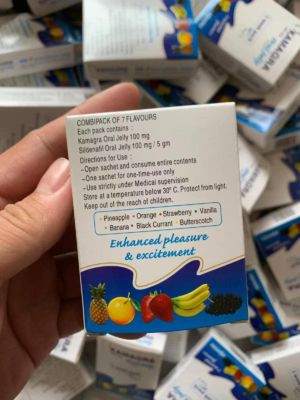 COMBIPACK OF 7 FLAVOURS
Each pack contains :
Kamagra Oral Jelly 100 mg
Sildenafil Oral Jelly 100 mg / 5 gm
Directions for Use :
- Open sachet and consume entire contents
- One sachet for one-time-use only
- Use strictly under Medical supervision
Store at a temperature below 30° C. Protect from light.
Keep out of the reach of children.
• Pineapple • Orange • Strawberry • Vanilla
• Banana • Black Currant • Butterscotch
Enhanced pleasure
& excitement
KAMAGRA
KAMAGRA